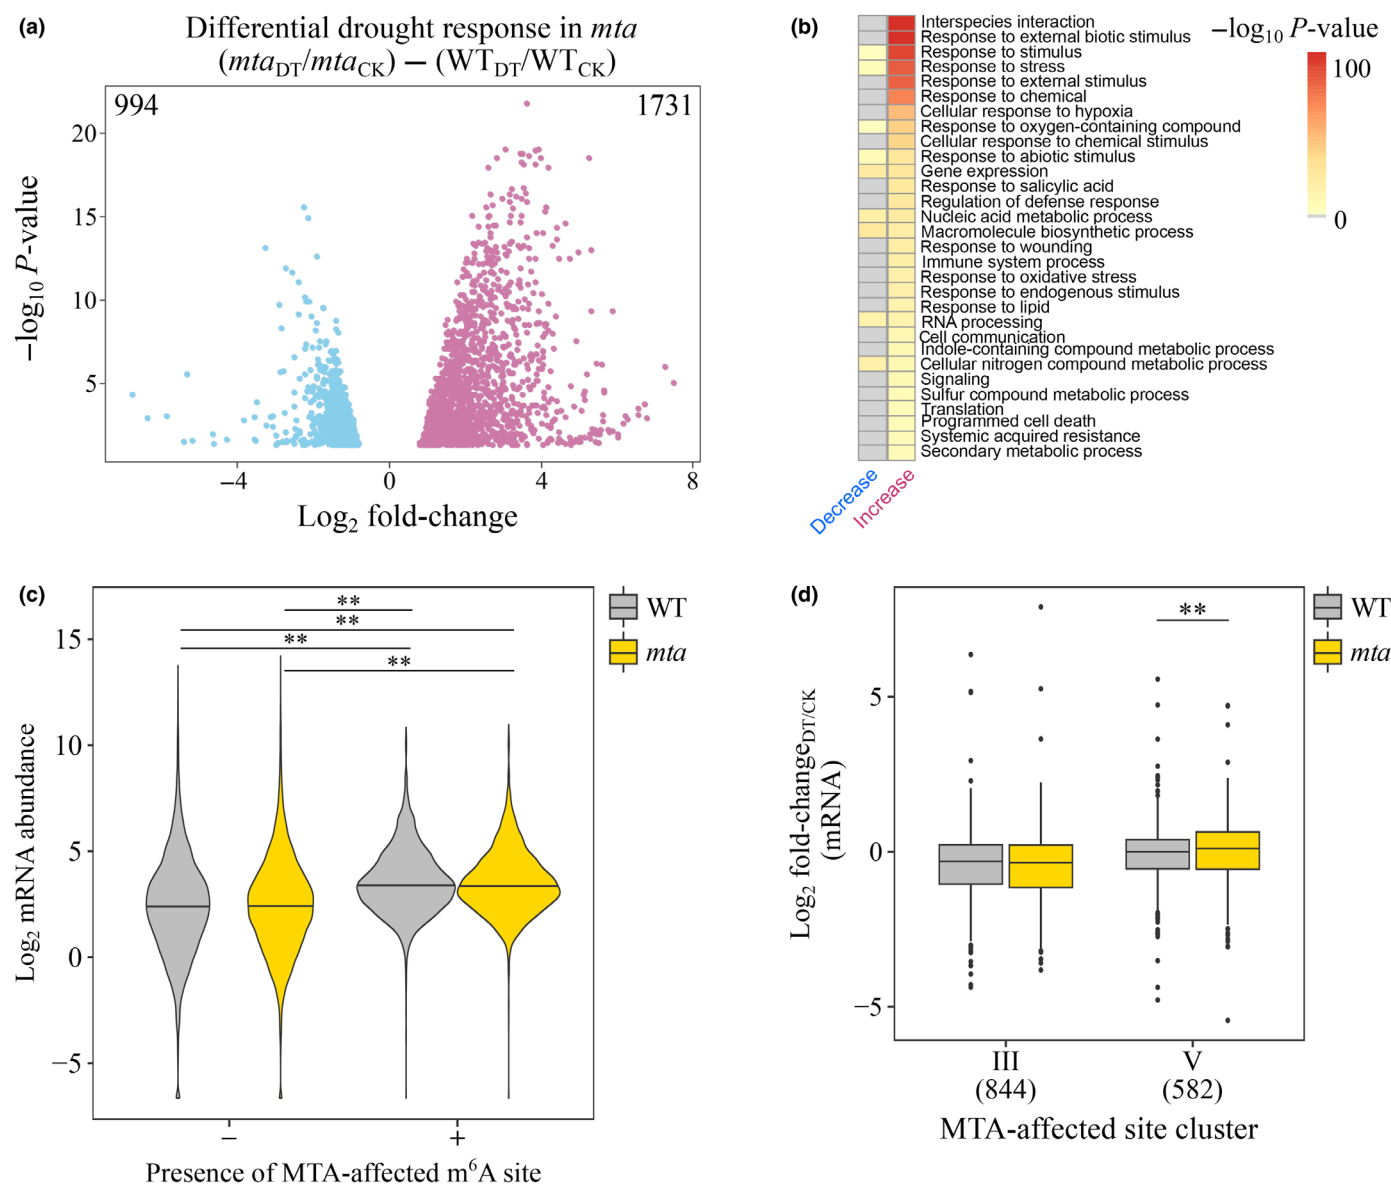 (a)
Differential drought response in mta
(mtaDT/mtaCK) − (WTDT/WTCK)
994
1731
20
15
10
5
−log10 P-value
−4
0
4
8
Log2 fold-change
(b)
−log10 P-value
100
0
Interspecies interaction
Response to external biotic stimulus
Response to stimulus
Response to stress
Response to external stimulus
Response to chemical
Cellular response to hypoxia
Response to oxygen-containing compound
Cellular response to chemical stimulus
Response to abiotic stimulus
Gene expression
Response to salicylic acid
Regulation of defense response
Nucleic acid metabolic process
Macromolecule biosynthetic process
Response to wounding
Immune system process
Response to oxidative stress
Response to endogenous stimulus
Response to lipid
RNA processing
Cell communication
Indole-containing compound metabolic process
Cellular nitrogen compound metabolic process
Signaling
Sulfur compound metabolic process
Translation
Programmed cell death
Systemic acquired resistance
Secondary metabolic process
Decrease
Increase
(c)
**
**
**
**
WT
mta
15
10
5
0
−5
Log2 mRNA abundance
−
+
Presence of MTA-affected m6A site
(d)
**
WT
mta
5
0
−5
Log2 fold-changeDT/CK
(mRNA)
III
V
(844)
(582)
MTA-affected site cluster